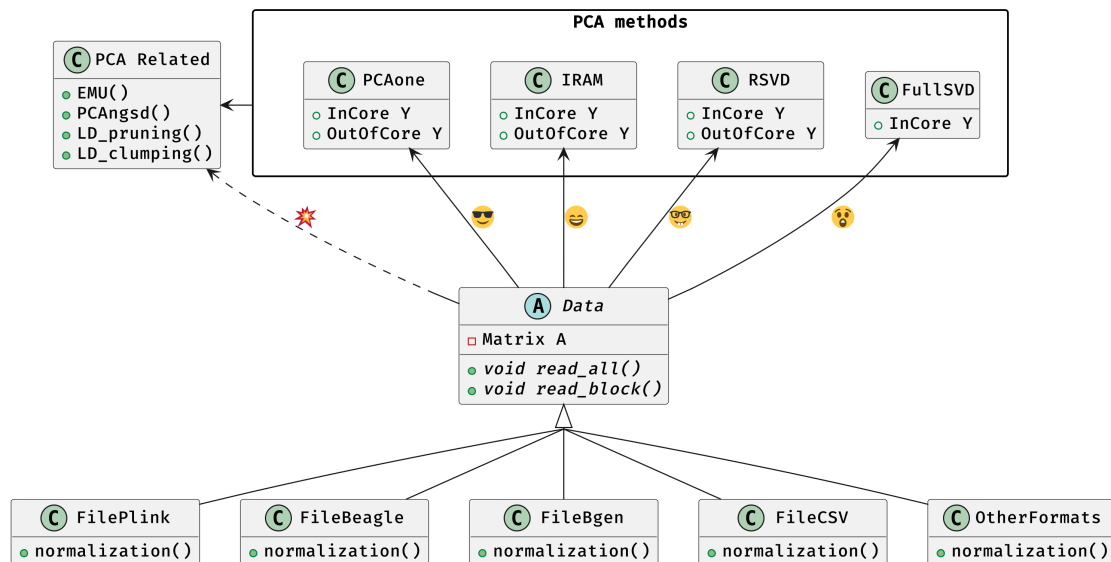 PCA methods
C PCA Related
EMU()
PCAngsd()
LD_pruning()
LD_clumping()
C PCAone
InCore Y
OutOfCore Y
C IRAM
InCore Y
OutOfCore Y
C RSVD
InCore Y
OutOfCore Y
C FullSVD
InCore Y
A Data
Matrix A
void read_all()
void read_block()
C FilePlink
normalization()
C FileBeagle
normalization()
C FileBgen
normalization()
C FileCSV
normalization()
C OtherFormats
normalization()